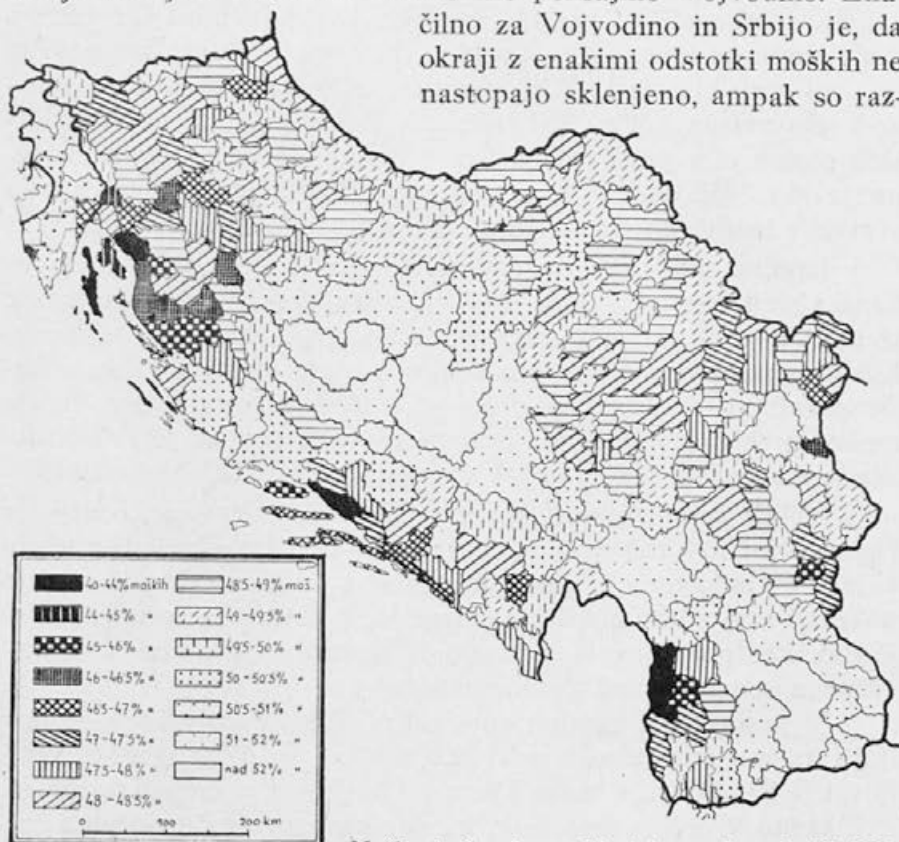 čilno za Vojvodino in Srbijo je, da
okraji z enakimi odstotki moških ne
nastopajo sklenjeno, ampak so raz-
40-44% moških
44-45% "
45-46% "
46-46.5% "
46.5-47% "
47-47.5% "
47.5-48% "
48-48.5% "
48.5-49% moš.
49-49.5% "
49.5-50% "
50-50.5% "
50.5-51% "
51-52% "
nad 52% "
0 100 200 km